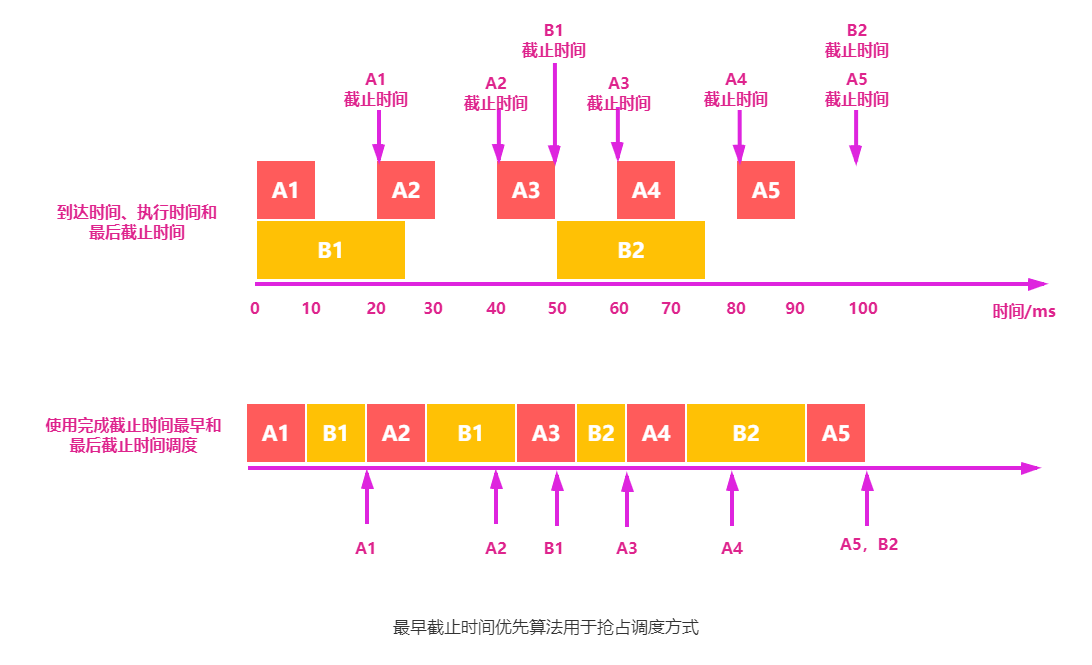 B1
截止时间
B2
截止时间
A1
截止时间
A2
截止时间
A3
截止时间
A4
截止时间
A5
截止时间
A1
A2
A3
A4
A5
到达时间、执行时间和
最后截止时间
B1
B2
0 10 20 30 40 50 60 70 80 90 100
时间/ms
使用完成截止时间最早和
最后截止时间调度
A1 B1 A2 B1 A3 B2 A4 B2 A5
A1 A2 B1 A3 A4 A5，B2
最早截止时间优先算法用于抢占调度方式